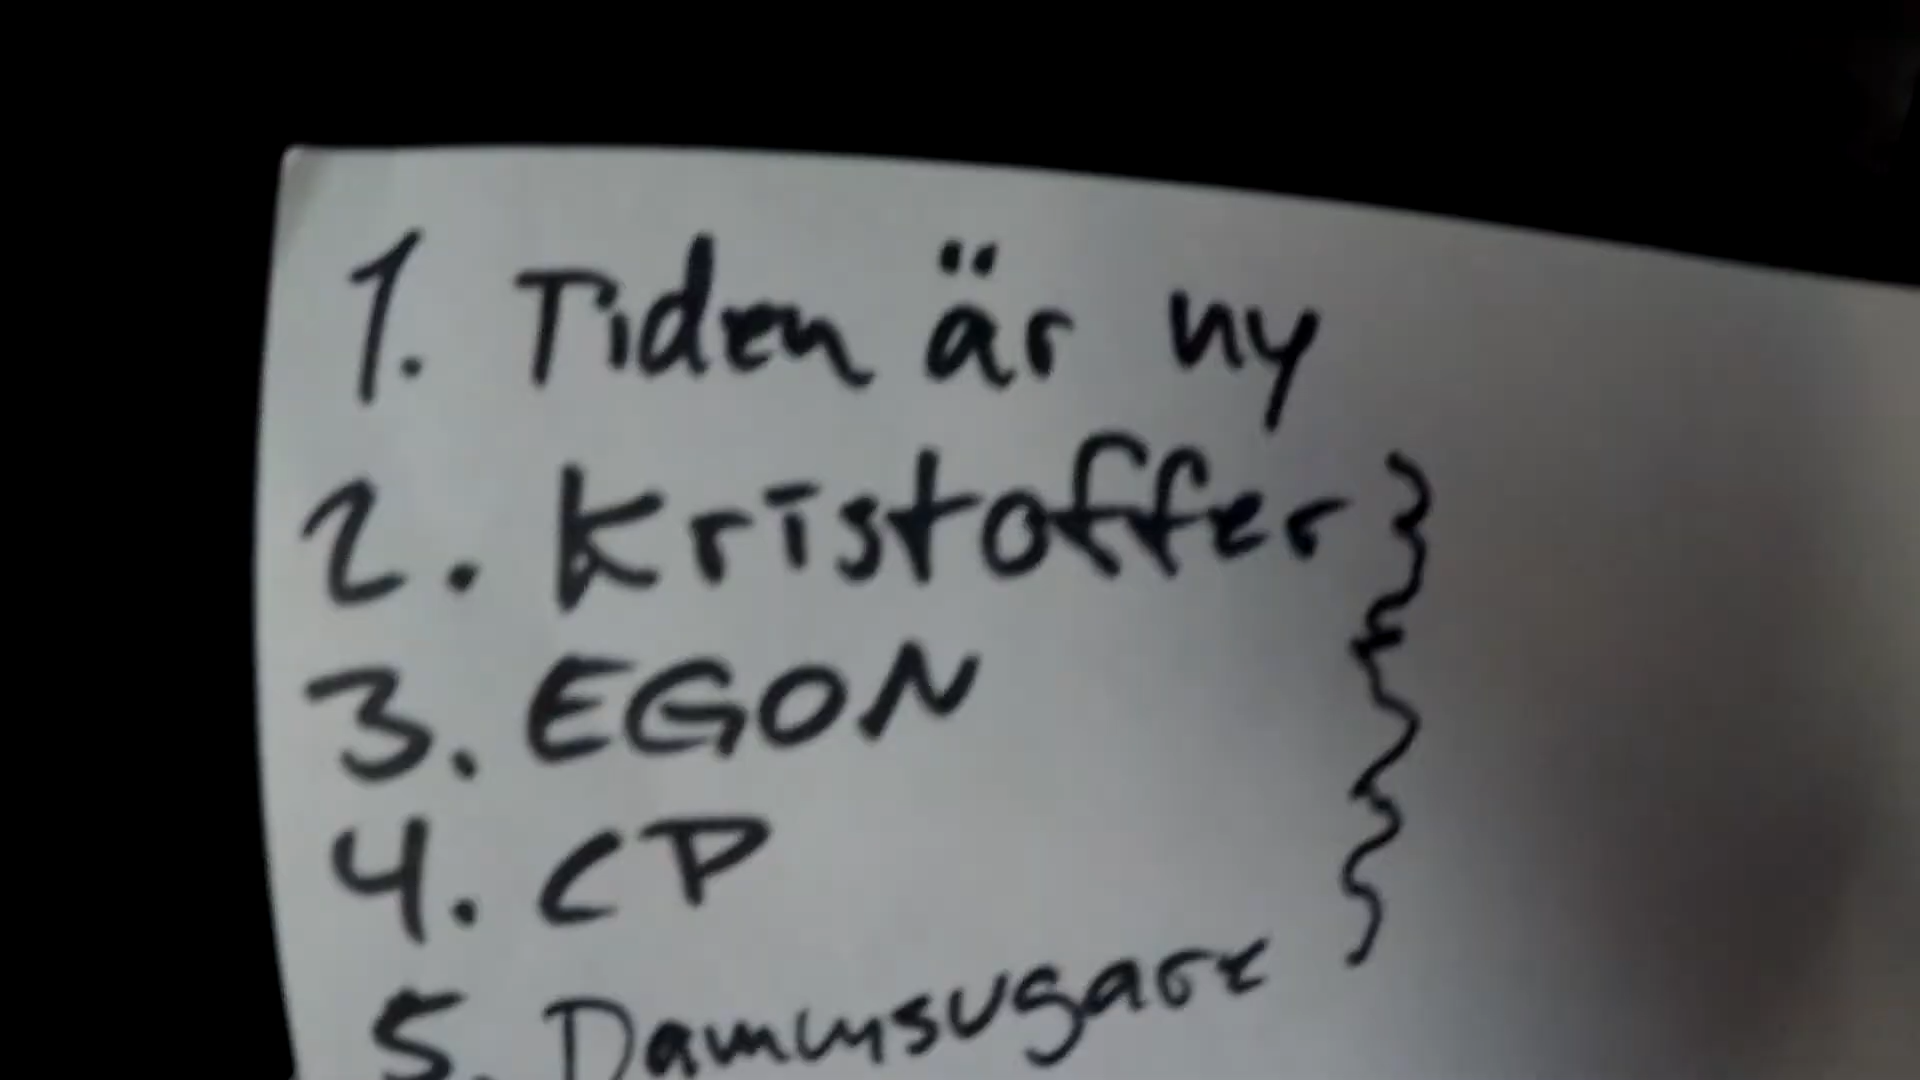 1. Tiden är ny
2. Kristoffer
3. EGON
4. CP
5. Dammsugare